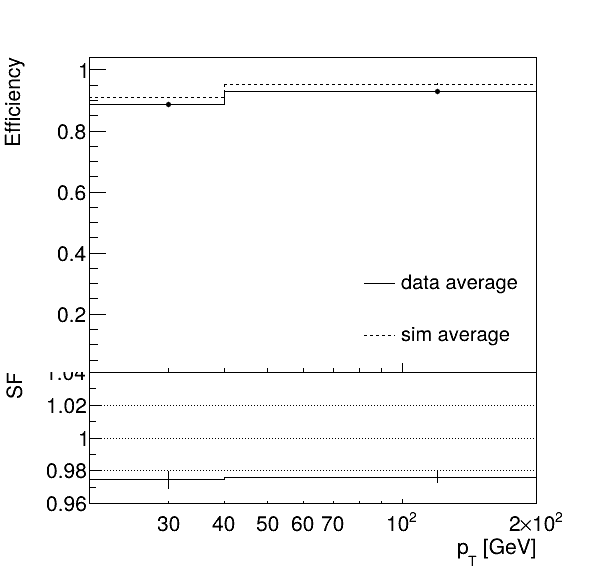 Efficiency
1
0.8
0.6
0.4
0.2
data average
sim average
SF
1.04
1.02
1
0.98
0.96
30 40 50 60 70 10² 2×10²
p_T [GeV]